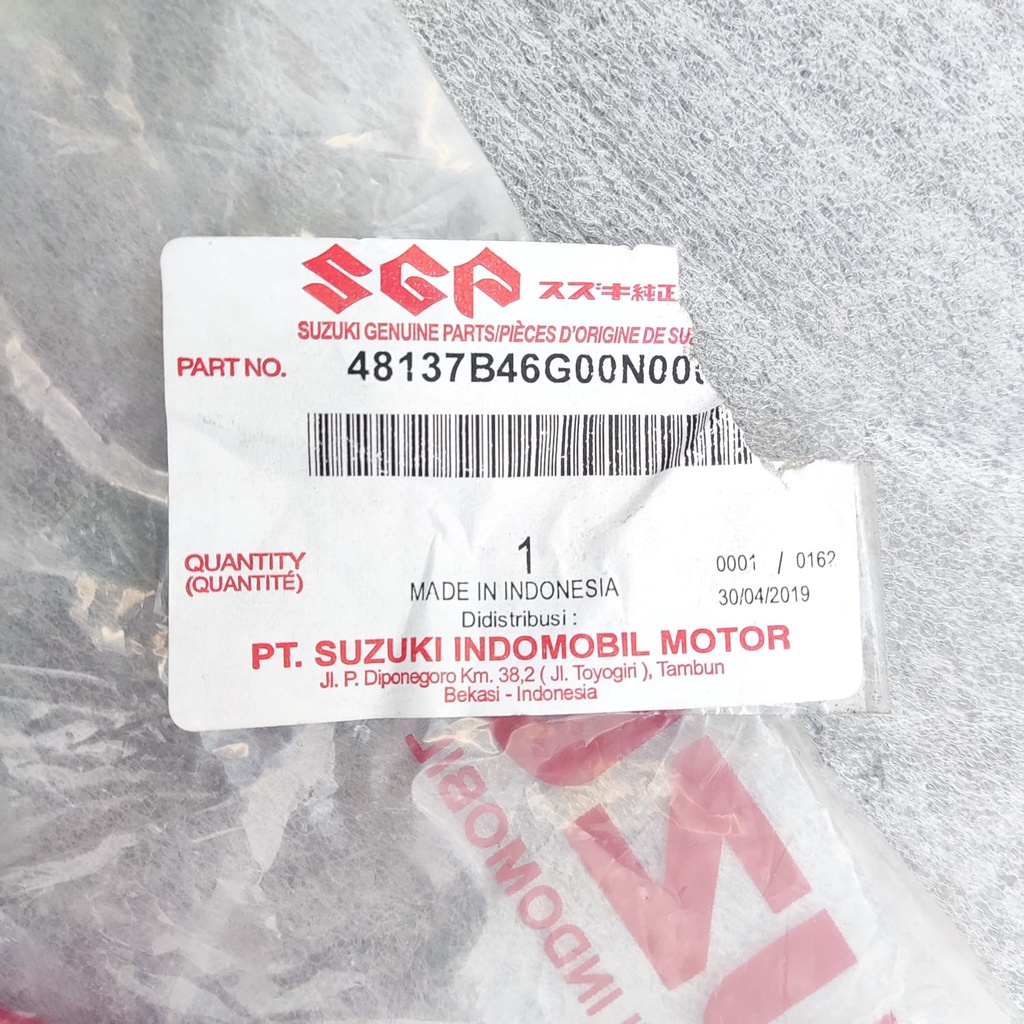 SGP スズキ純正
SUZUKI GENUINE PARTS/PIÈCES D'ORIGINE DE
PART NO. 48137B46G00N00
QUANTITY
(QUANTITÉ)
1
MADE IN INDONESIA
0001 / 0162
30/04/2019
Didistribusi :
PT. SUZUKI INDOMOBIL MOTOR
Jl. P. Diponegoro Km. 38,2 ( Jl. Toyogiri ), Tambun
Bekasi - Indonesia
INDOMOBIL